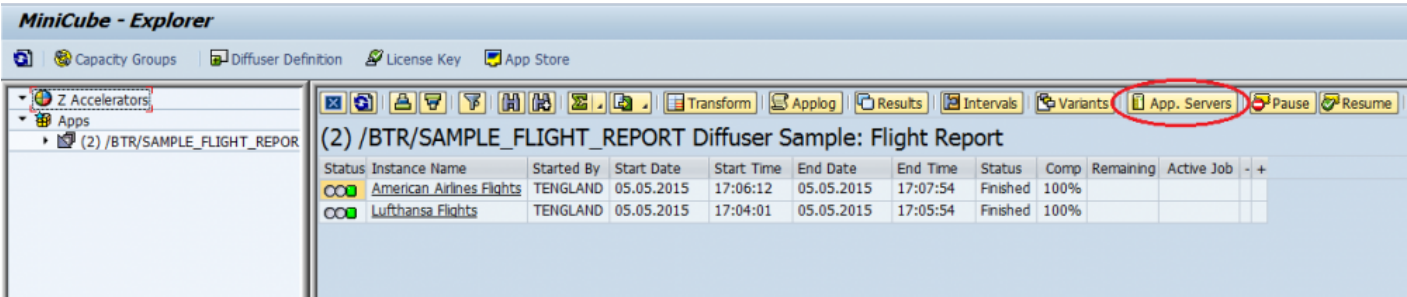 MiniCube - Explorer
Capacity Groups Diffuser Definition License Key App Store
Z Accelerators
Apps
(2) /BTR/SAMPLE_FLIGHT_REPOR
Transform Applog Results Intervals Variants App. Servers Pause Resume
(2) /BTR/SAMPLE_FLIGHT_REPORT Diffuser Sample: Flight Report
Status Instance Name Started By Start Date Start Time End Date End Time Status Comp Remaining Active Job - +
American Airlines Flights TENGLAND 05.05.2015 17:06:12 05.05.2015 17:07:54 Finished 100%
Lufthansa Flights TENGLAND 05.05.2015 17:04:01 05.05.2015 17:05:54 Finished 100%